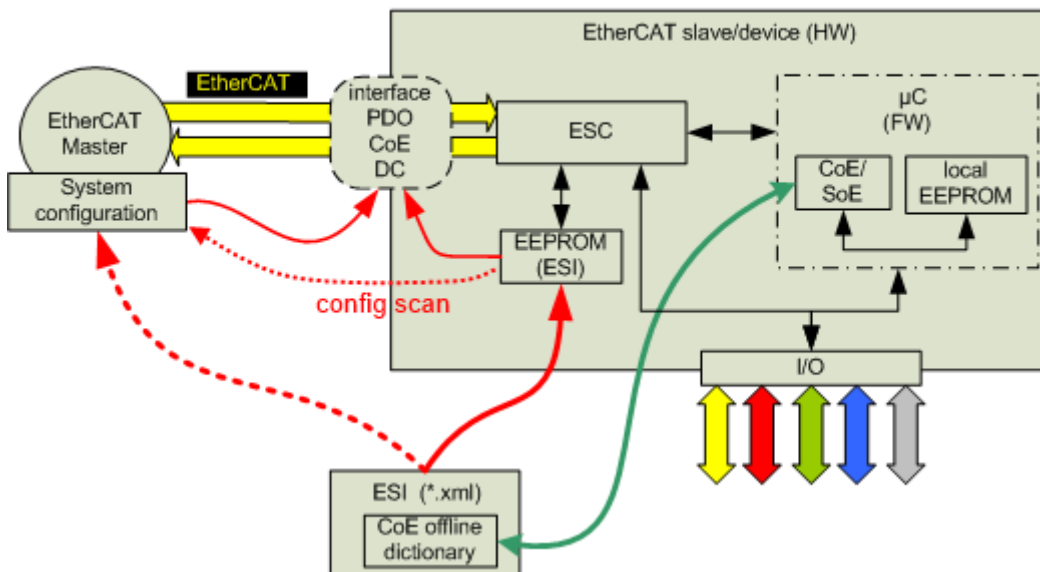 EtherCAT slave/device (HW)
EtherCAT
interface
PDO
CoE
DC
EtherCAT
Master
System
configuration
ESC
µC
(FW)
CoE/
SoE
local
EEPROM
EEPROM
(ESI)
config scan
I/O
ESI (*.xml)
CoE offline
dictionary